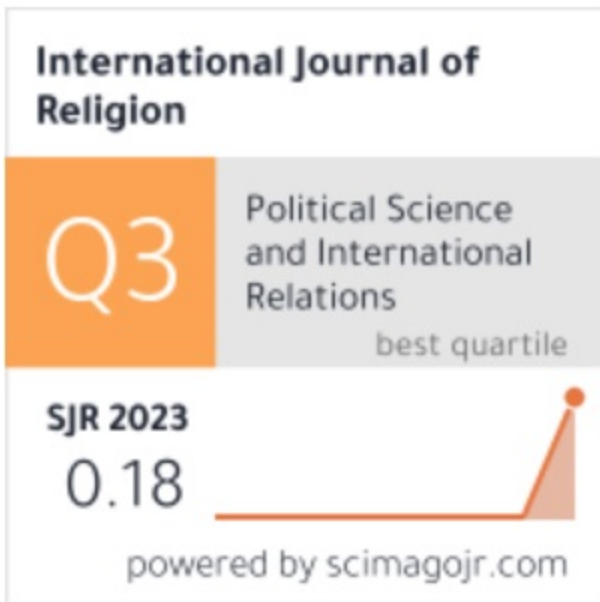 International Journal of
Religion
Q3
Political Science
and International
Relations
best quartile
SJR 2023
0.18
powered by scimagojr.com